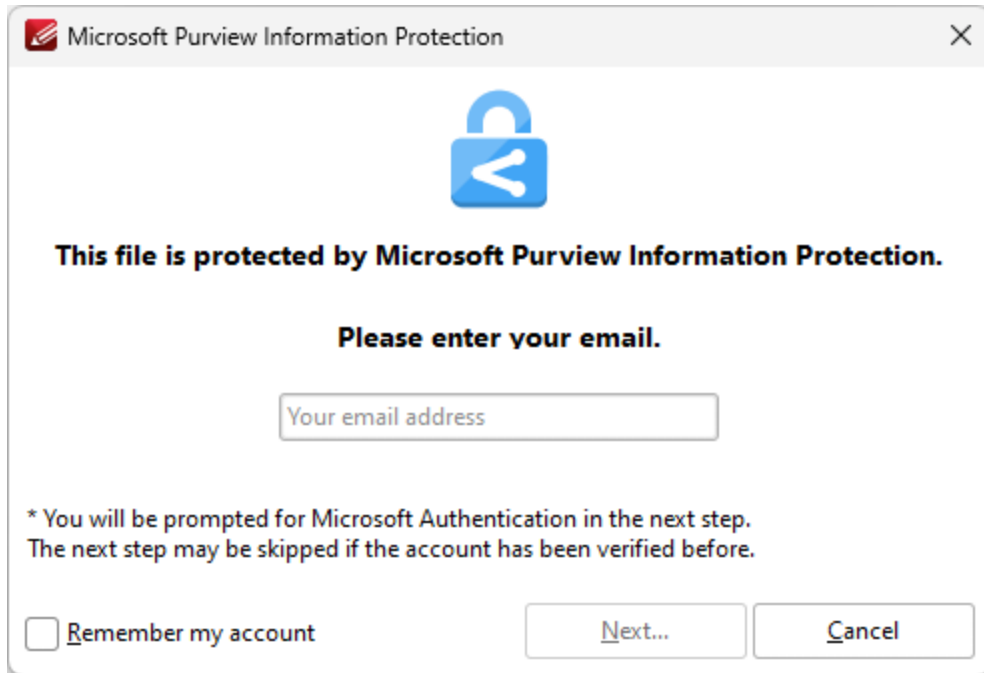 Microsoft Purview Information Protection
This file is protected by Microsoft Purview Information Protection.
Please enter your email.
Your email address
* You will be prompted for Microsoft Authentication in the next step.
The next step may be skipped if the account has been verified before.
Remember my account
Next...
Cancel